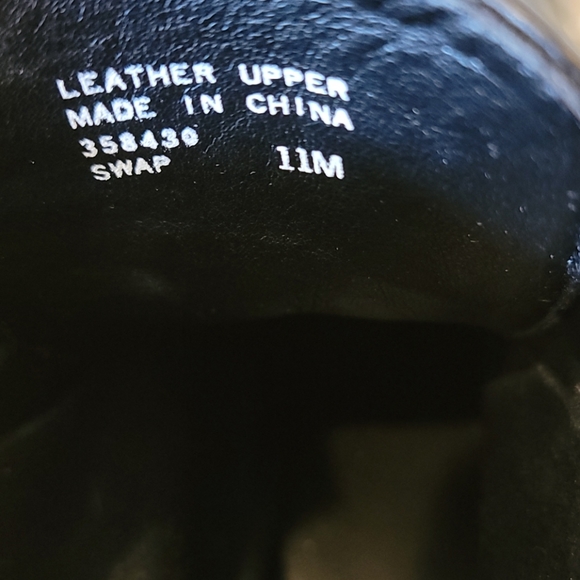 LEATHER UPPER
MADE IN CHINA
358430
SWAP 11M